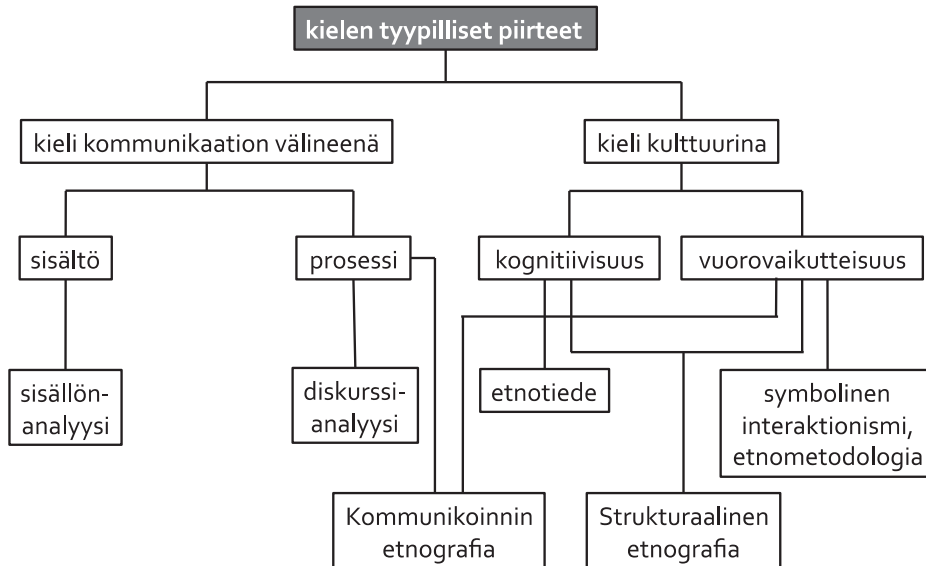 kielen tyypilliset piirteet
kieli kommunikaation välineenä
kieli kulttuurina
sisältö
prosessi
kognitiivisuus
vuorovaikutteisuus
sisällön-
analyysi
diskurssi-
analyysi
etnotiede
symbolinen
interaktionismi,
etnometodologia
Kommunikoinnin
etnografia
Strukturaalinen
etnografia